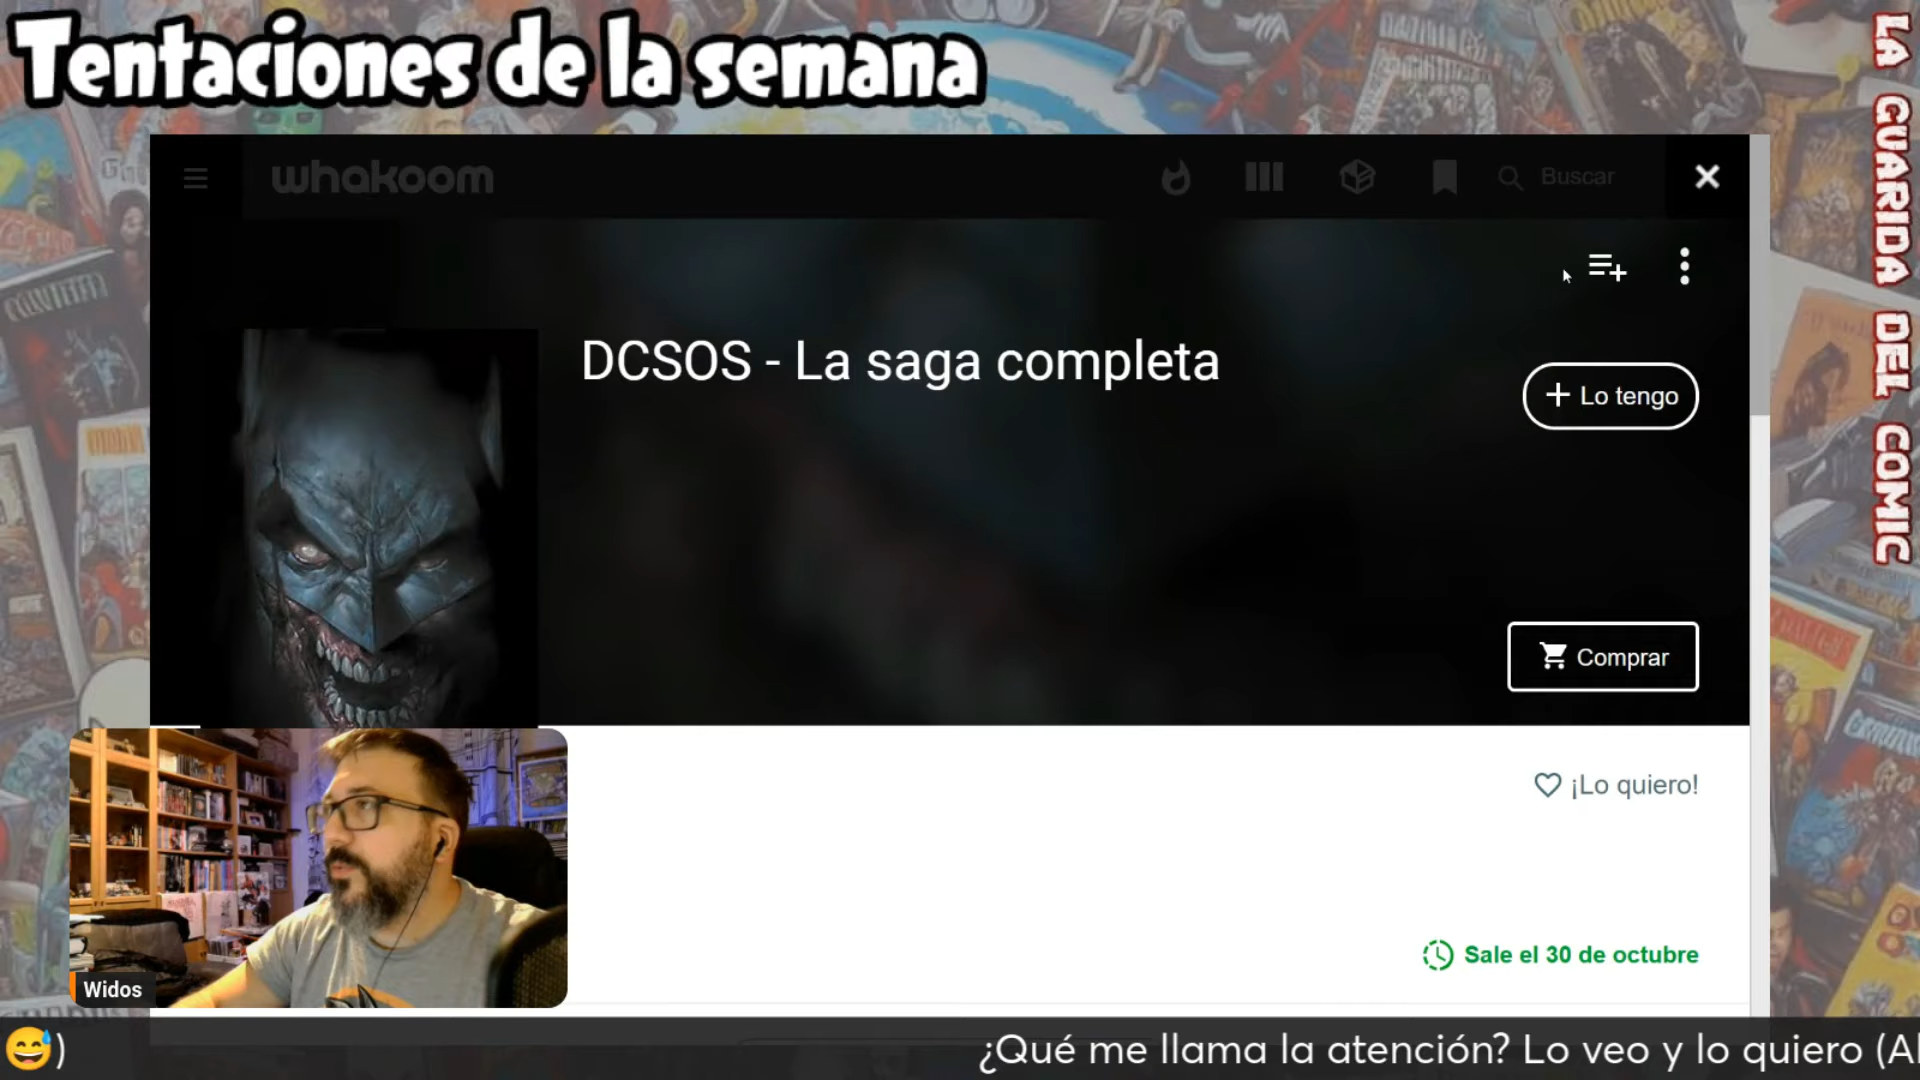 Tentaciones de la semana
LA GUARIDA DEL COMIC
whakoom
Buscar
DCSOS - La saga completa
Lo tengo
Comprar
¡Lo quiero!
Sale el 30 de octubre
Widos
😅)
¿Qué me llama la atención? Lo veo y lo quiero (Al